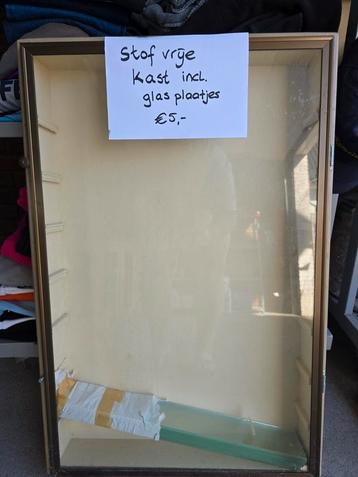 Stof vrije
Kast incl.
glas plaatjes
€5,-